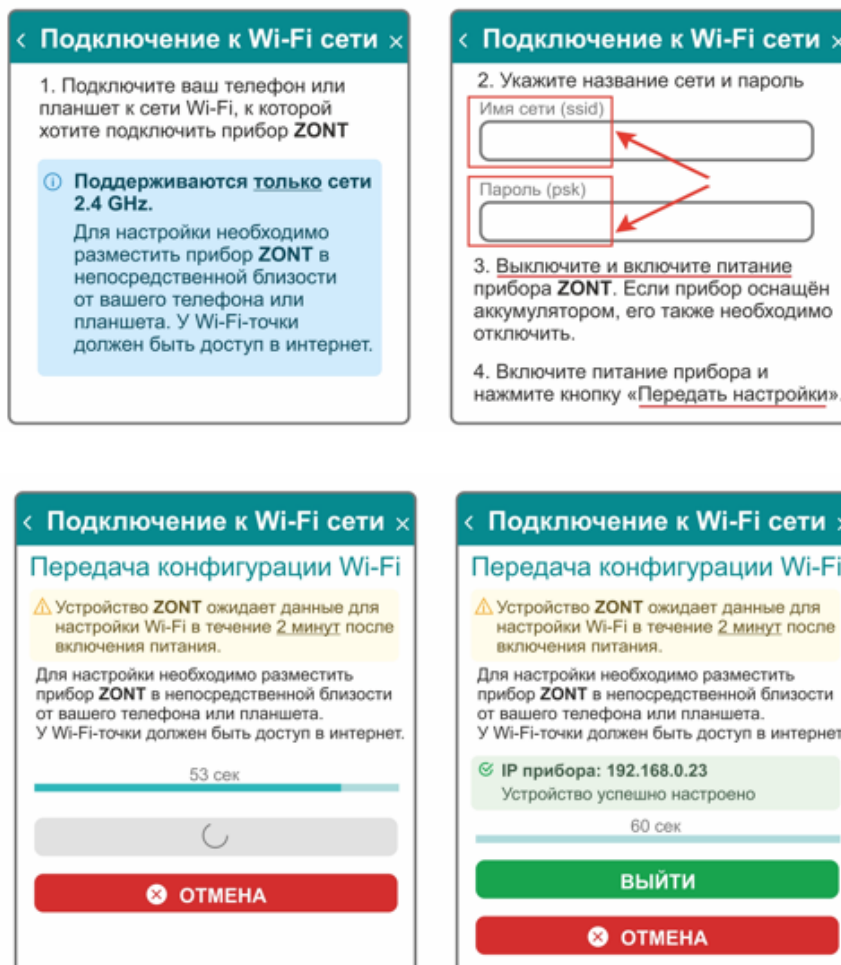 Подключение к Wi-Fi сети
1. Подключите ваш телефон или
планшет к сети Wi-Fi, к которой
хотите подключить прибор ZONT
Поддерживаются только сети
2.4 GHz.
Для настройки необходимо
разместить прибор ZONT в
непосредственной близости
от вашего телефона или
планшета. У Wi-Fi-точки
должен быть доступ в интернет.
Подключение к Wi-Fi сети
2. Укажите название сети и пароль
Имя сети (ssid)
Пароль (psk)
3. Выключите и включите питание
прибора ZONT. Если прибор оснащён
аккумулятором, его также необходимо
отключить.
4. Включите питание прибора и
нажмите кнопку «Передать настройки».
Подключение к Wi-Fi сети
Передача конфигурации Wi-Fi
Устройство ZONT ожидает данные для
настройки Wi-Fi в течение 2 минут после
включения питания.
Для настройки необходимо разместить
прибор ZONT в непосредственной близости
от вашего телефона или планшета.
У Wi-Fi-точки должен быть доступ в интернет.
53 сек
ОТМЕНА
Подключение к Wi-Fi сети
Передача конфигурации Wi-Fi
Устройство ZONT ожидает данные для
настройки Wi-Fi в течение 2 минут после
включения питания.
Для настройки необходимо разместить
прибор ZONT в непосредственной близости
от вашего телефона или планшета.
У Wi-Fi-точки должен быть доступ в интернет
IP прибора: 192.168.0.23
Устройство успешно настроено
60 сек
ВЫЙТИ
ОТМЕНА